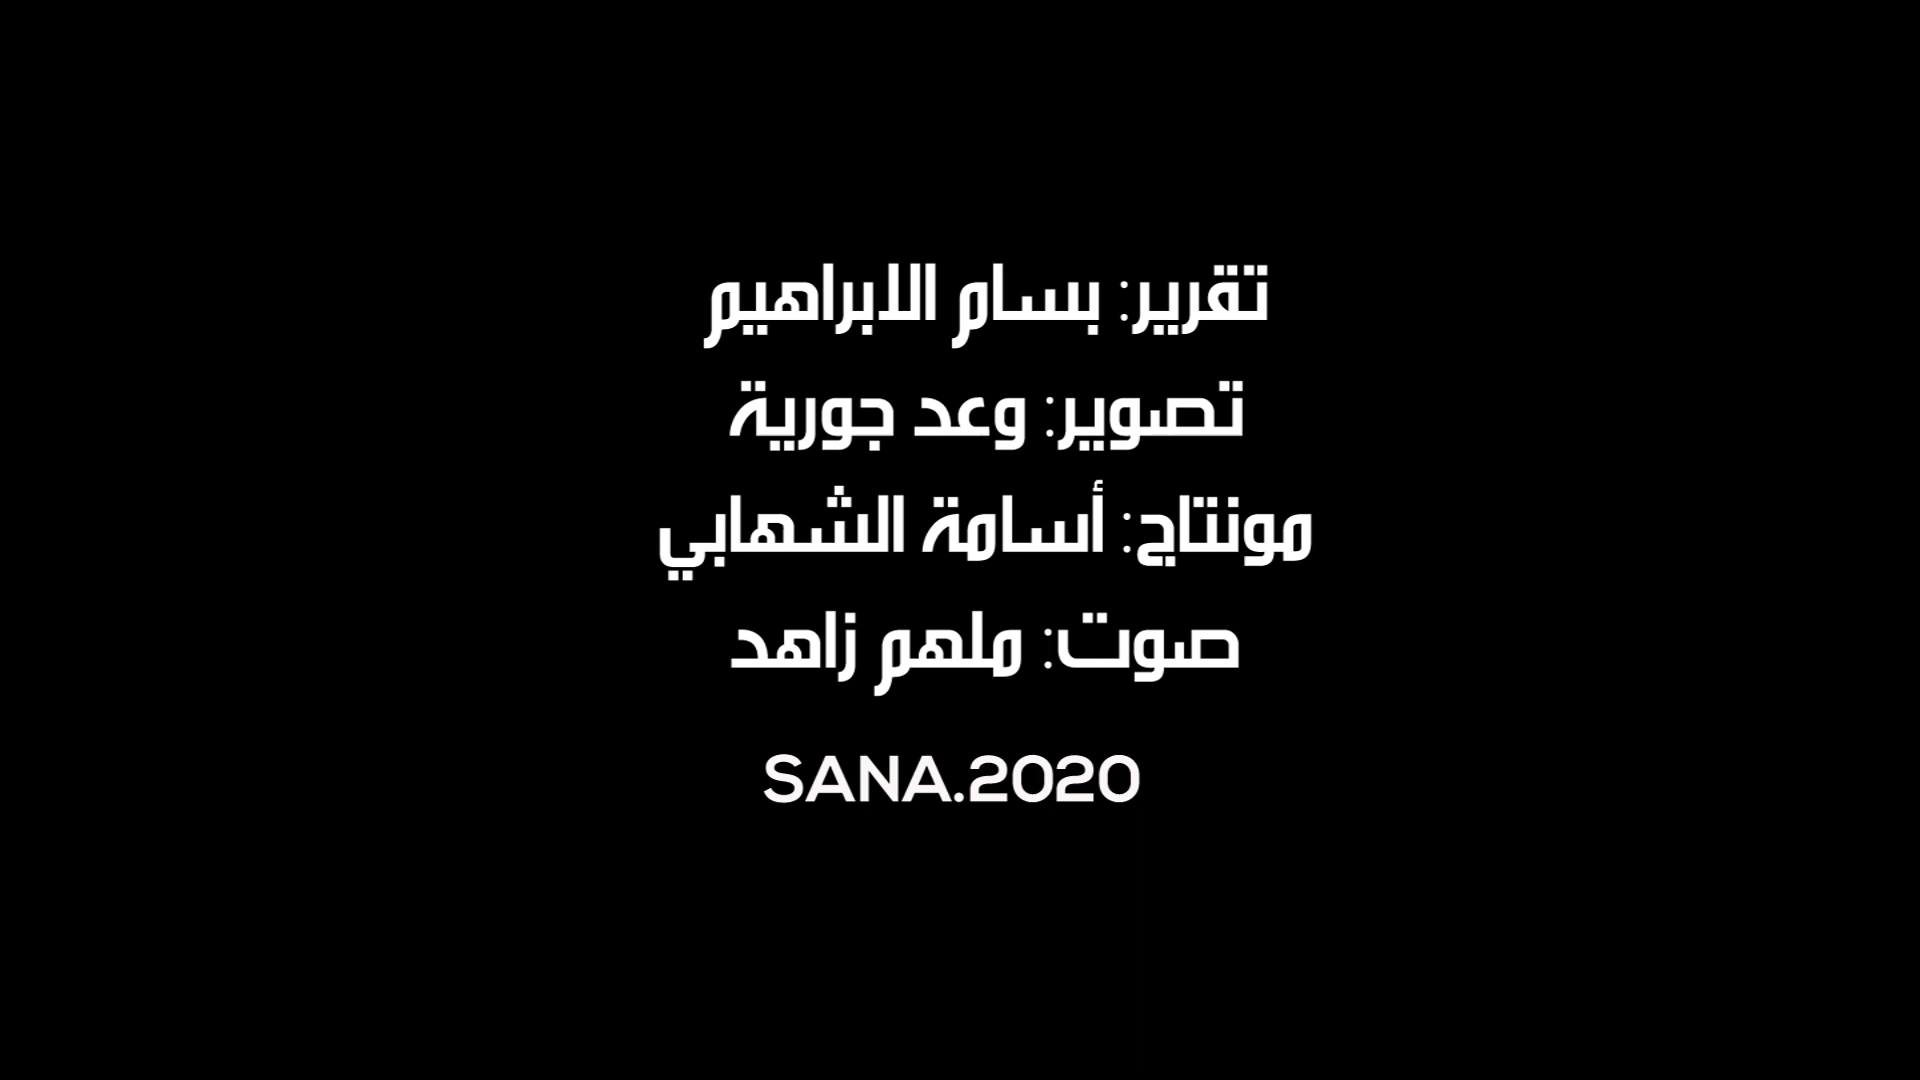 تقرير: بسام الابراهيم
تصوير: وعد جورية
مونتاج: أسامة الشهابي
صوت: ملهم زاهد
SANA.2020